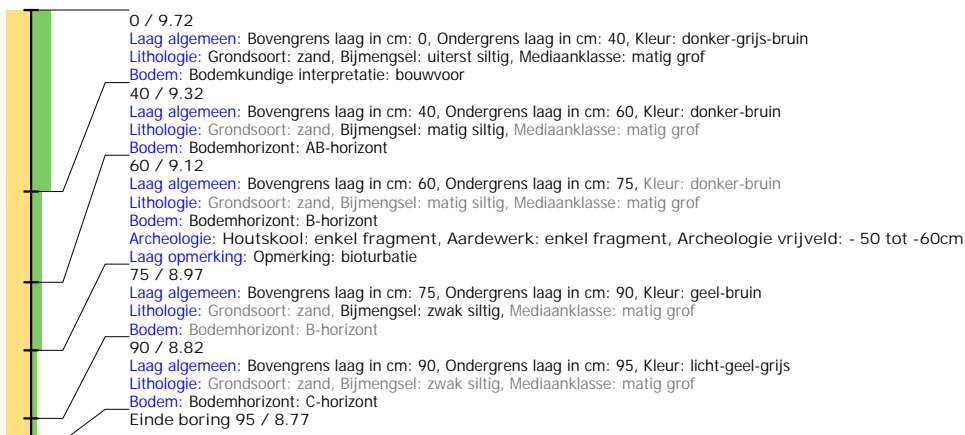 0 / 9.72
Laag algemeen: Bovengrens laag in cm: 0, Ondergrens laag in cm: 40, Kleur: donker-grijs-bruin
Lithologie: Grondsoort: zand, Bijmengsel: uiterst siltig, Mediaanklasse: matig grof
Bodem: Bodemkundige interpretatie: bouwvoor
40 / 9.32
Laag algemeen: Bovengrens laag in cm: 40, Ondergrens laag in cm: 60, Kleur: donker-bruin
Lithologie: Grondsoort: zand, Bijmengsel: matig siltig, Mediaanklasse: matig grof
Bodem: Bodemhorizont: AB-horizont
60 / 9.12
Laag algemeen: Bovengrens laag in cm: 60, Ondergrens laag in cm: 75, Kleur: donker-bruin
Lithologie: Grondsoort: zand, Bijmengsel: matig siltig, Mediaanklasse: matig grof
Bodem: Bodemhorizont: B-horizont
Archeologie: Houtskool: enkel fragment, Aardewerk: enkel fragment, Archeologie vrijveld: - 50 tot -60cm
Laag opmerking: Opmerking: bioturbatie
75 / 8.97
Laag algemeen: Bovengrens laag in cm: 75, Ondergrens laag in cm: 90, Kleur: geel-bruin
Lithologie: Grondsoort: zand, Bijmengsel: zwak siltig, Mediaanklasse: matig grof
Bodem: Bodemhorizont: B-horizont
90 / 8.82
Laag algemeen: Bovengrens laag in cm: 90, Ondergrens laag in cm: 95, Kleur: licht-geel-grijs
Lithologie: Grondsoort: zand, Bijmengsel: zwak siltig, Mediaanklasse: matig grof
Bodem: Bodemhorizont: C-horizont
Einde boring 95 / 8.77